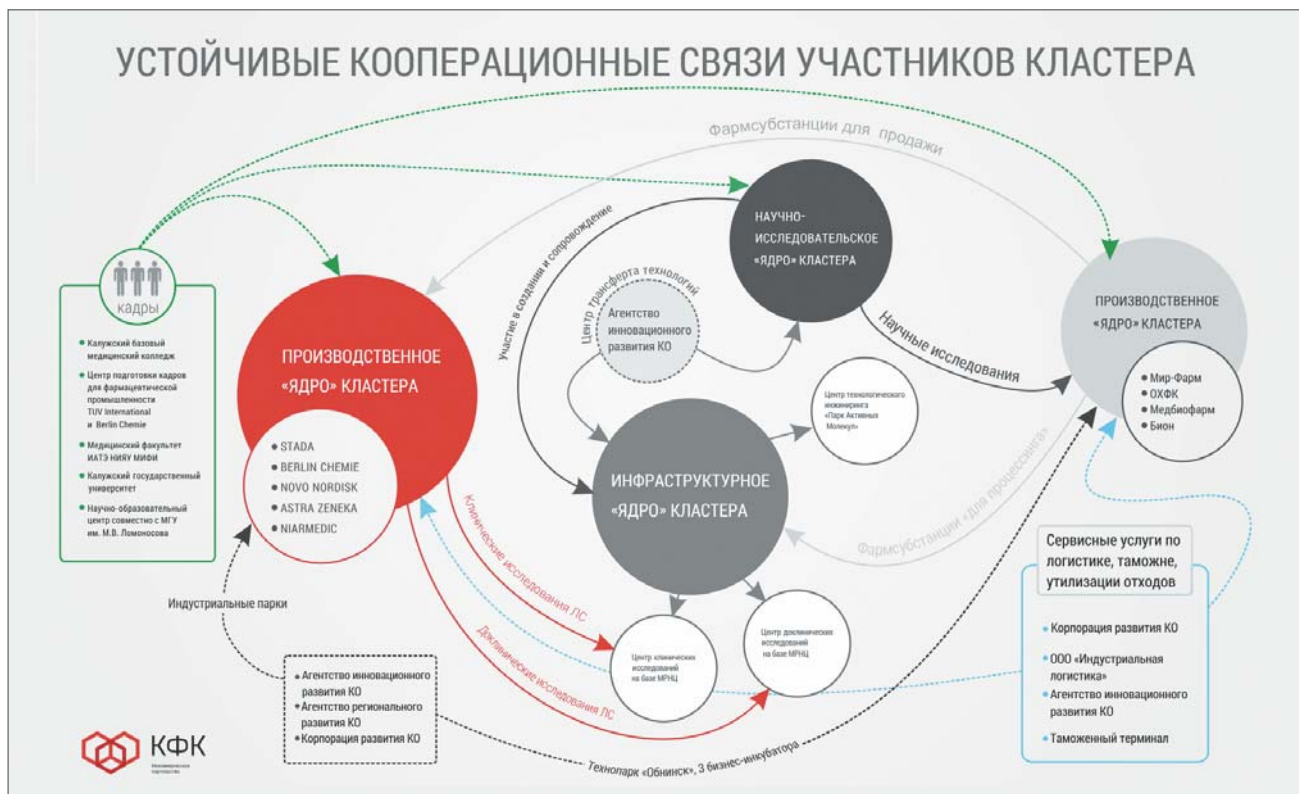 УСТОЙЧИВЫЕ КООПЕРАЦИОННЫЕ СВЯЗИ УЧАСТНИКОВ КЛАСТЕРА
Фармсубстанции для продажи
кадры
Калужский базовый
медицинский колледж
Центр подготовки кадров
для фармацевтической
промышленности
TUV International
и Berlin Chemie
Медицинский факультет
ИАТЭ НИЯУ МИФИ
Калужский государственный
университет
Научно-образовательный
центр совместно с МГУ
им. М.В. Ломоносова
ПРОИЗВОДСТВЕННОЕ
«ЯДРО» КЛАСТЕРА
STADA
BERLIN CHEMIE
NOVO NORDISK
ASTRA ZENEKA
NIARMEDIC
Участие в создании и сопровождение
Центр трансферта технологий
Агентство
инновационного
развития КО
НАУЧНО-
ИССЛЕДОВАТЕЛЬСКОЕ
«ЯДРО» КЛАСТЕРА
Научные исследования
ПРОИЗВОДСТВЕННОЕ
«ЯДРО» КЛАСТЕРА
Мир-Фарм
ОХФК
Медбиофарм
Бион
Центр технологического
инжиниринга
«Парк Активных
Молекул»
ИНФРАСТРУКТУРНОЕ
«ЯДРО» КЛАСТЕРА
Фармсубстанции «для процессинга»
Клинические исследования ЛС
Доклинические исследования ЛС
Центр клинических
исследований
на базе МРНЦ
Центр доклинических
исследований
на базе МРНЦ
Индустриальные парки
Агентство инновационного
развития КО
Агентство регионального
развития КО
Корпорация развития КО
Технопарк «Обнинск», 3 бизнес-инкубатора
Сервисные услуги по
логистике, таможне,
утилизации отходов
Корпорация развития КО
ООО «Индустриальная
логистика»
Агентство инновационного
развития КО
Таможенный терминал
КФК
Некоммерческое
партнерство